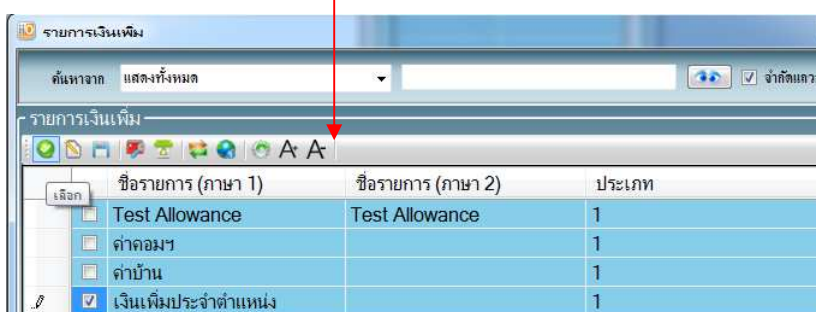 รายการเงินเพิ่ม
ค้นหาจาก แสดงทั้งหมด จำกัดแถว
รายการเงินเพิ่ม
A+ A-
เลือก
ชื่อรายการ (ภาษา 1) ชื่อรายการ (ภาษา 2) ประเภท
Test Allowance Test Allowance 1
ค่าคอมฯ 1
ค่าบ้าน 1
เงินเพิ่มประจำตำแหน่ง 1